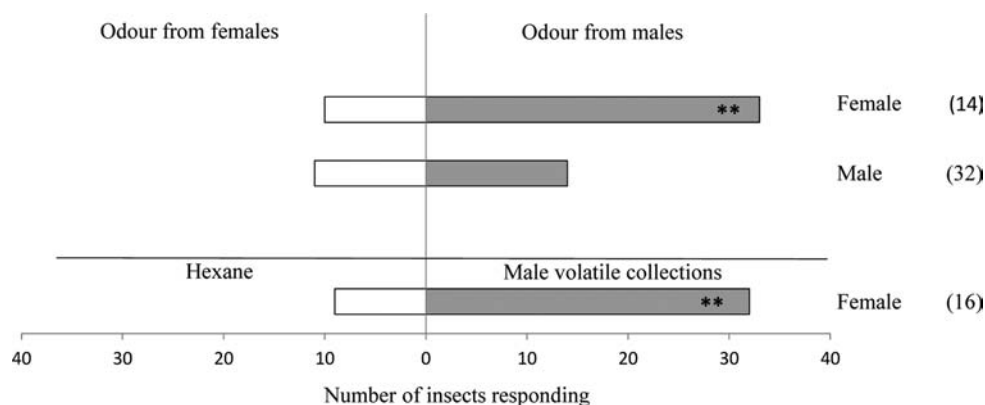 Odour from females Odour from males
** Female (14)
Male (32)
Hexane Male volatile collections
** Female (16)
40 30 20 10 0 10 20 30 40
Number of insects responding